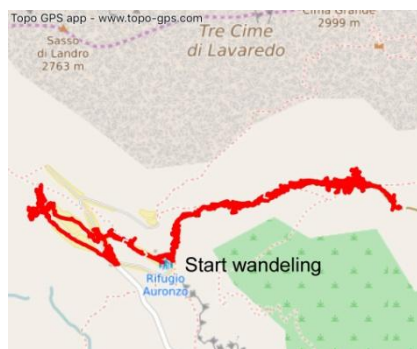 Topo GPS app - www.topo-gps.com
Cima Grande
2999 m
Tre Cime
di Lavaredo
Sasso
di Landro
2763 m
Start wandeling
Rifugio
Auronzo